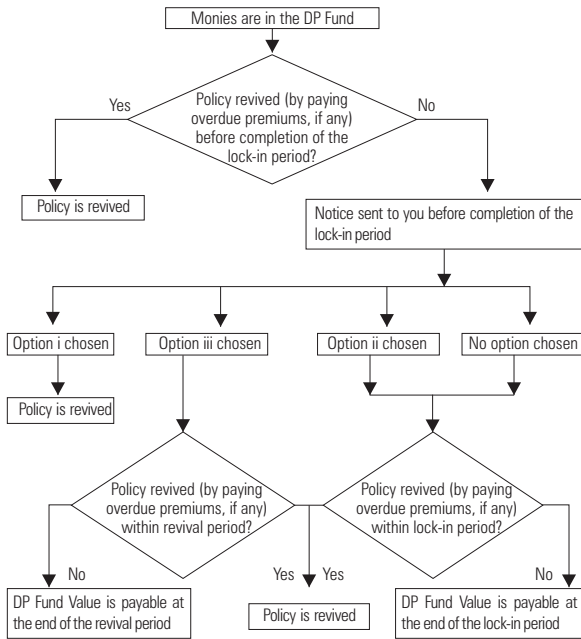 Monies are in the DP Fund
Yes
Policy revived (by paying
overdue premiums, if any)
before completion of the
lock-in period?
No
Policy is revived
Notice sent to you before completion of the
lock-in period
Option i chosen
Option iii chosen
Option ii chosen
No option chosen
Policy is revived
Policy revived (by paying
overdue premiums, if any)
within revival period?
Policy revived (by paying
overdue premiums, if any)
within lock-in period?
No
Yes
Yes
No
DP Fund Value is payable at
the end of the revival period
Policy is revived
DP Fund Value is payable at
the end of the lock-in period